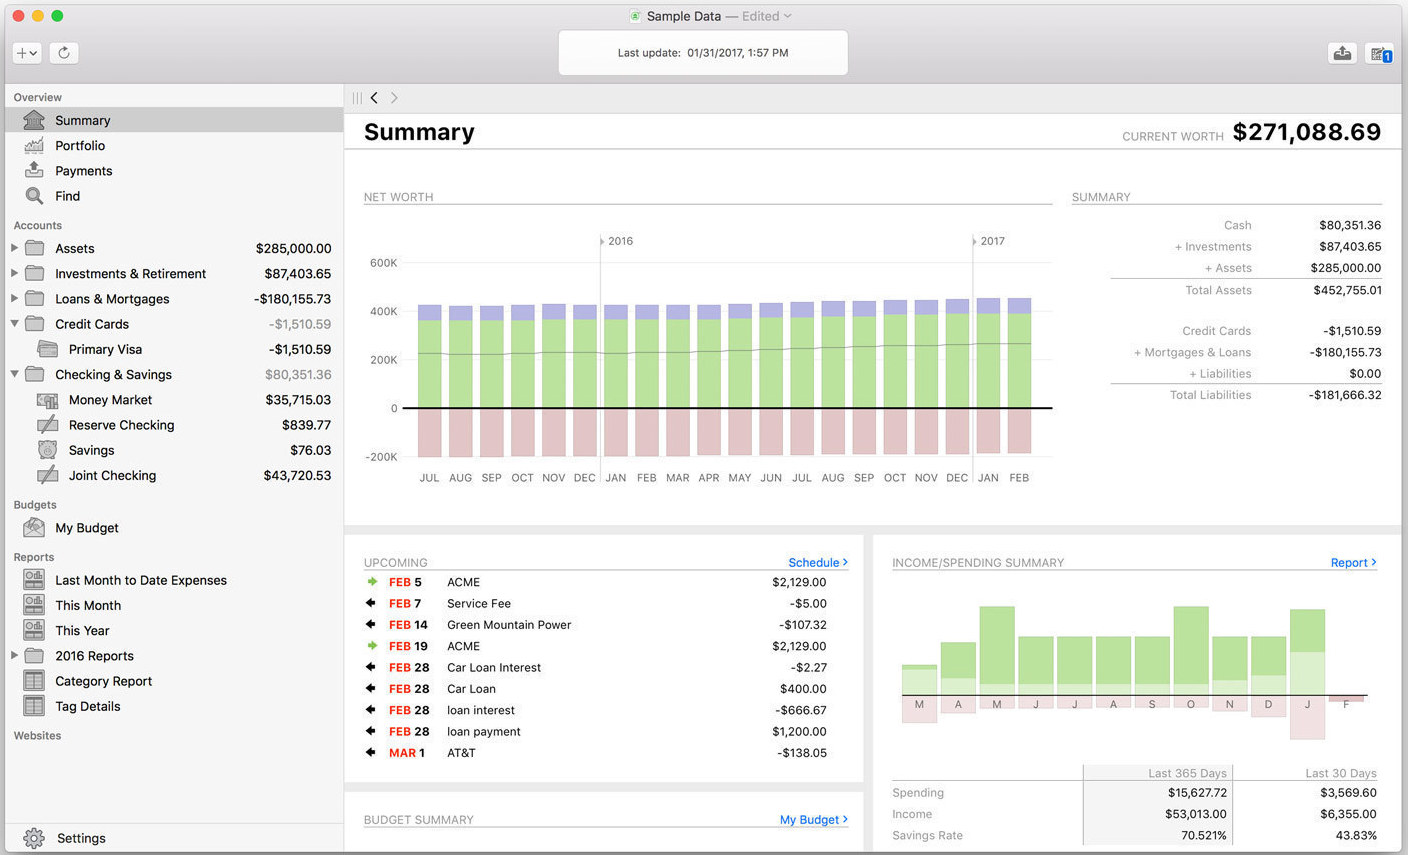 Sample Data — Edited
Last update: 01/31/2017, 1:57 PM
1
Overview
Summary
Portfolio
Payments
Find
Accounts
Assets $285,000.00
Investments & Retirement $87,403.65
Loans & Mortgages -$180,155.73
Credit Cards -$1,510.59
Primary Visa -$1,510.59
Checking & Savings $80,351.36
Money Market $35,715.03
Reserve Checking $839.77
Savings $76.03
Joint Checking $43,720.53
Budgets
My Budget
Reports
Last Month to Date Expenses
This Month
This Year
2016 Reports
Category Report
Tag Details
Websites
Settings
Summary
CURRENT WORTH $271,088.69
NET WORTH
2016 2017
600K
400K
200K
0
-200K
JUL AUG SEP OCT NOV DEC JAN FEB MAR APR MAY JUN JUL AUG SEP OCT NOV DEC JAN FEB
SUMMARY
Cash $80,351.36
+ Investments $87,403.65
+ Assets $285,000.00
Total Assets $452,755.01
Credit Cards -$1,510.59
+ Mortgages & Loans -$180,155.73
+ Liabilities $0.00
Total Liabilities -$181,666.32
UPCOMING Schedule >
FEB 5 ACME $2,129.00
FEB 7 Service Fee -$5.00
FEB 14 Green Mountain Power -$107.32
FEB 19 ACME $2,129.00
FEB 28 Car Loan Interest -$2.27
FEB 28 Car Loan $400.00
FEB 28 loan interest -$666.67
FEB 28 loan payment $1,200.00
MAR 1 AT&T -$138.05
BUDGET SUMMARY My Budget >
INCOME/SPENDING SUMMARY Report >
M A M J J A S O N D J F
Last 365 Days Last 30 Days
Spending $15,627.72 $3,569.60
Income $53,013.00 $6,355.00
Savings Rate 70.521% 43.83%